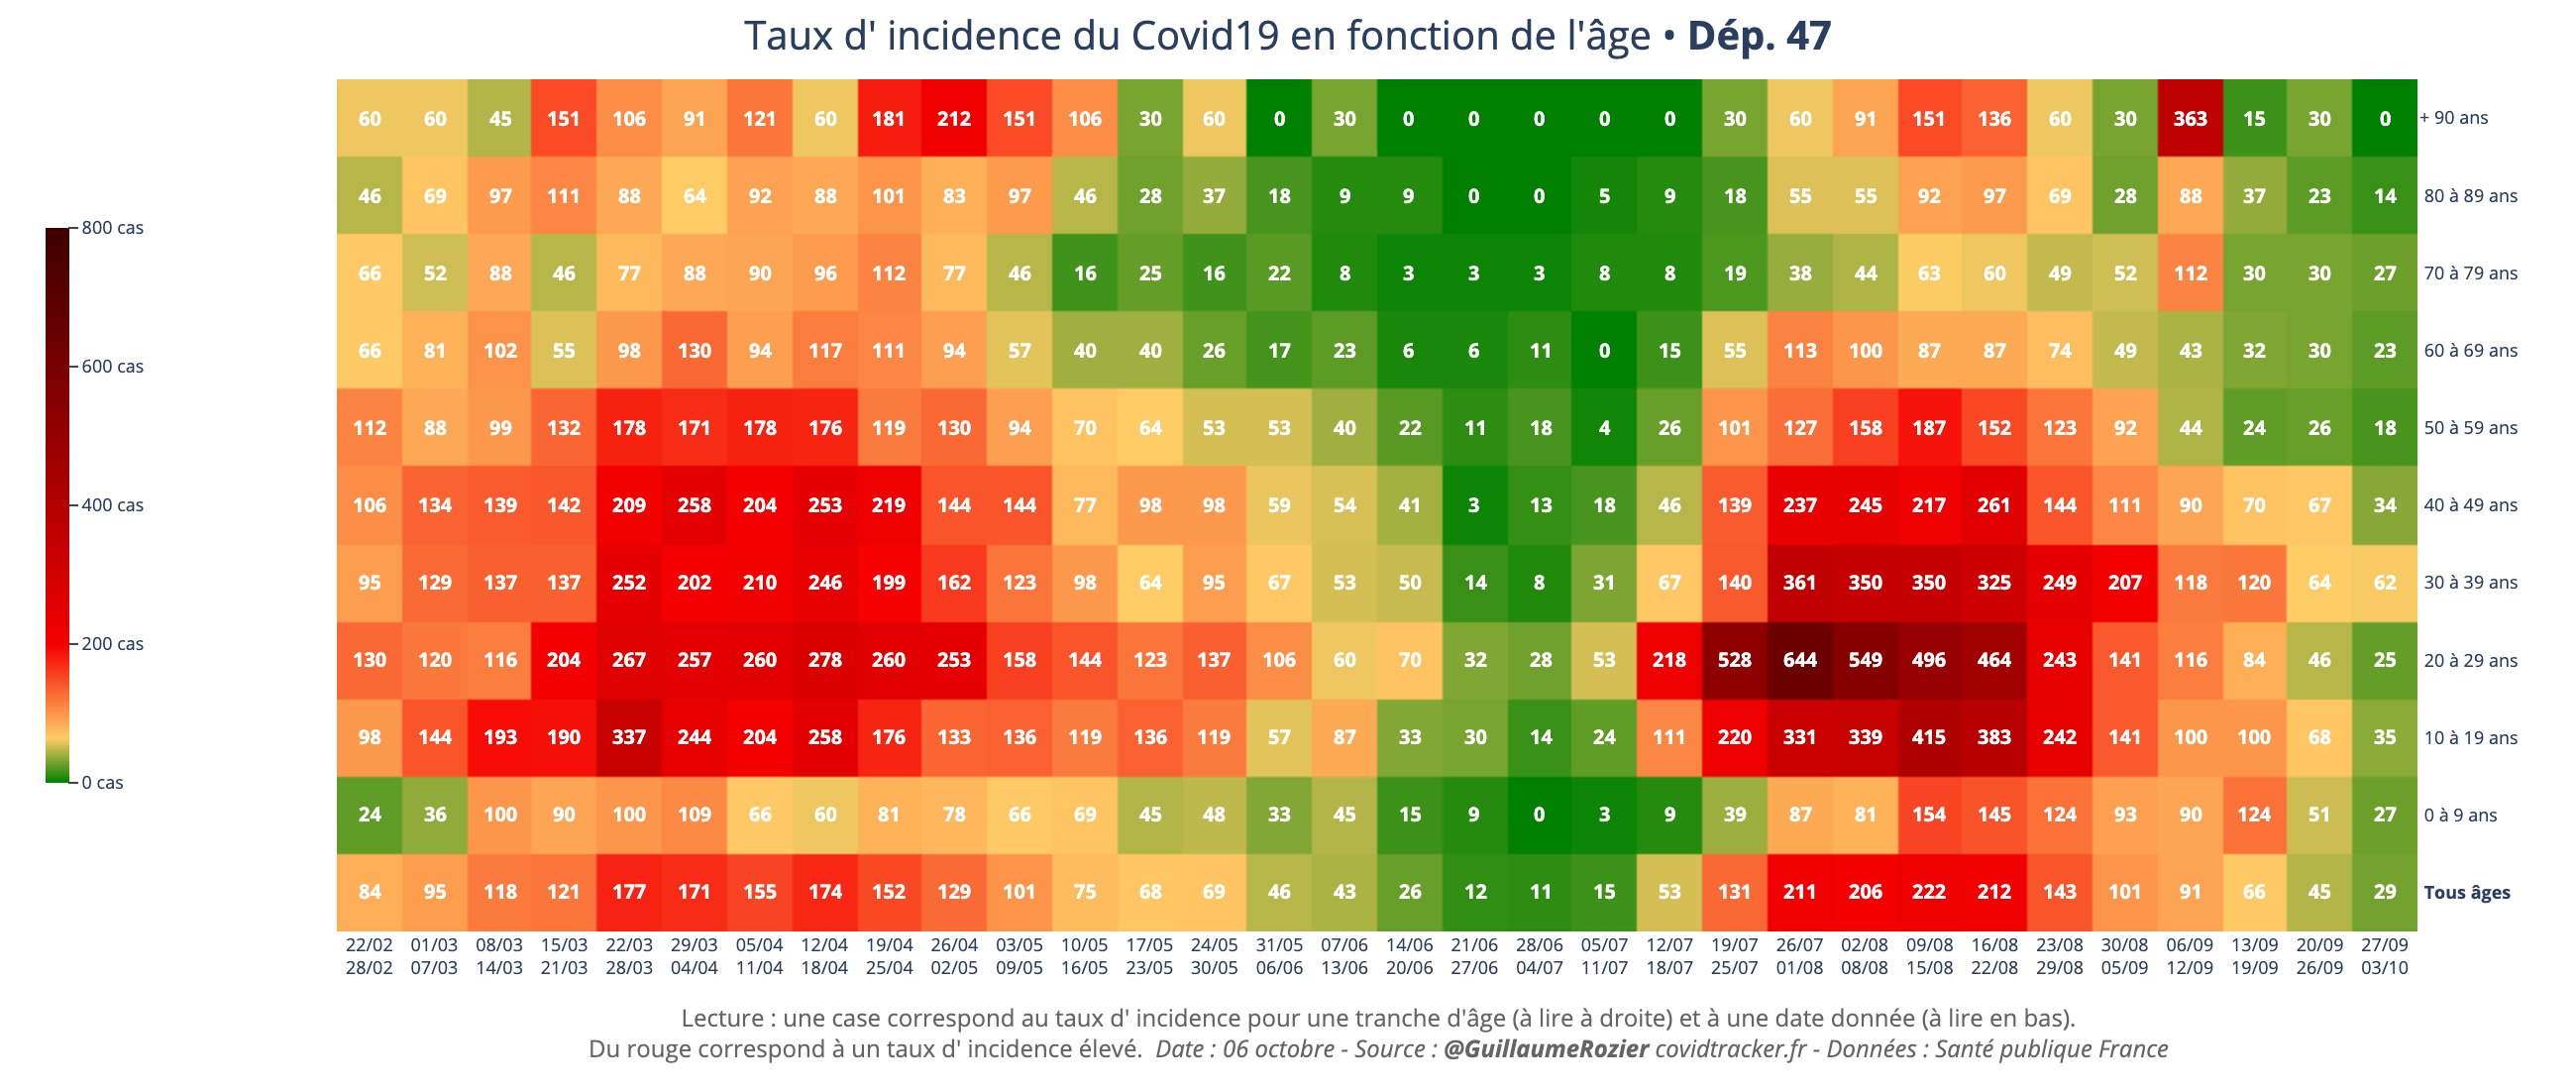 Taux d' incidence du Covid19 en fonction de l'âge • Dép. 47
60 60 45 151 106 91 121 60 181 212 151 106 30 60 0 30 0 0 0 0 0 30 60 91 151 136 60 30 363 15 30 0 + 90 ans
46 69 97 111 88 64 92 88 101 83 97 46 28 37 18 9 9 0 0 5 9 18 55 55 92 97 69 28 88 37 23 14 80 à 89 ans
800 cas
66 52 88 46 77 88 90 96 112 77 46 16 25 16 22 8 3 3 3 8 8 19 38 44 63 60 49 52 112 30 30 27 70 à 79 ans
66 81 102 55 98 130 94 117 111 94 57 40 40 26 17 23 6 6 11 0 15 55 113 100 87 87 74 49 43 32 30 23 60 à 69 ans
600 cas
112 88 99 132 178 171 178 176 119 130 94 70 64 53 53 40 22 11 18 4 26 101 127 158 187 152 123 92 44 24 26 18 50 à 59 ans
400 cas
106 134 139 142 209 258 204 253 219 144 144 77 98 98 59 54 41 3 13 18 46 139 237 245 217 261 144 111 90 70 67 34 40 à 49 ans
95 129 137 137 252 202 210 246 199 162 123 98 64 95 67 53 50 14 8 31 67 140 361 350 350 325 249 207 118 120 64 62 30 à 39 ans
200 cas
130 120 116 204 267 257 260 278 260 253 158 144 123 137 106 60 70 32 28 53 218 528 644 549 496 464 243 141 116 84 46 25 20 à 29 ans
98 144 193 190 337 244 204 258 176 133 136 119 136 119 57 87 33 30 14 24 111 220 331 339 415 383 242 141 100 100 68 35 10 à 19 ans
0 cas
24 36 100 90 100 109 66 60 81 78 66 69 45 48 33 45 15 9 0 3 9 39 87 81 154 145 124 93 90 124 51 27 0 à 9 ans
84 95 118 121 177 171 155 174 152 129 101 75 68 69 46 43 26 12 11 15 53 131 211 206 222 212 143 101 91 66 45 29 Tous âges
22/02 01/03 08/03 15/03 22/03 29/03 05/04 12/04 19/04 26/04 03/05 10/05 17/05 24/05 31/05 07/06 14/06 21/06 28/06 05/07 12/07 19/07 26/07 02/08 09/08 16/08 23/08 30/08 06/09 13/09 20/09 27/09
28/02 07/03 14/03 21/03 28/03 04/04 11/04 18/04 25/04 02/05 09/05 16/05 23/05 30/05 06/06 13/06 20/06 27/06 04/07 11/07 18/07 25/07 01/08 08/08 15/08 22/08 29/08 05/09 12/09 19/09 26/09 03/10
Lecture : une case correspond au taux d' incidence pour une tranche d'âge (à lire à droite) et à une date donnée (à lire en bas).
Du rouge correspond à un taux d' incidence élevé. Date : 06 octobre - Source : @GuillaumeRozier covidtracker.fr - Données : Santé publique France